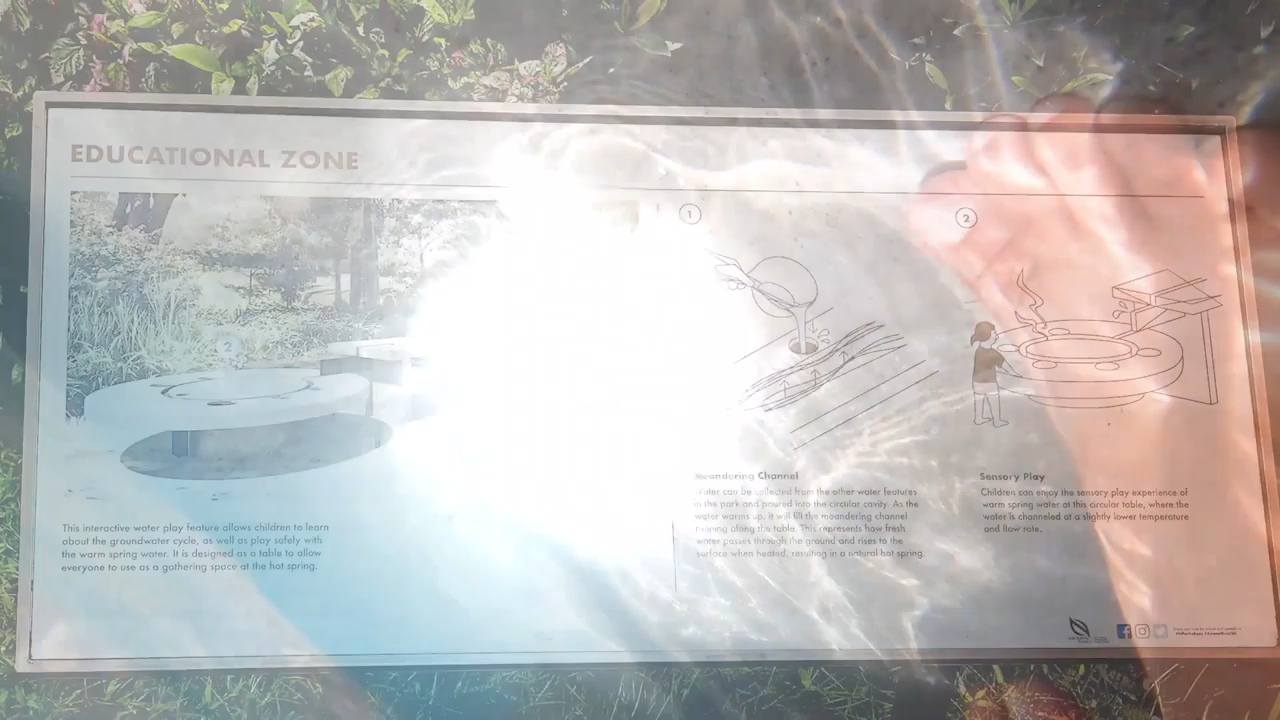 EDUCATIONAL ZONE
2
This interactive water play feature allows children to learn
about the groundwater cycle, as well as play safely with
the warm spring water. It is designed as a table to allow
everyone to use as a gathering space at the hot spring.
1
Meandering Channel
Water can be collected from the other water features
in the park and poured into the circular cavity. As the
water warms up, it will fill the meandering channel
running along the table. This represents how fresh
water passes through the ground and rises to the
surface when heated, resulting in a natural hot spring.
2
Sensory Play
Children can enjoy the sensory play experience of
warm spring water at this circular table, where the
water is channeled at a slightly lower temperature
and flow rate.